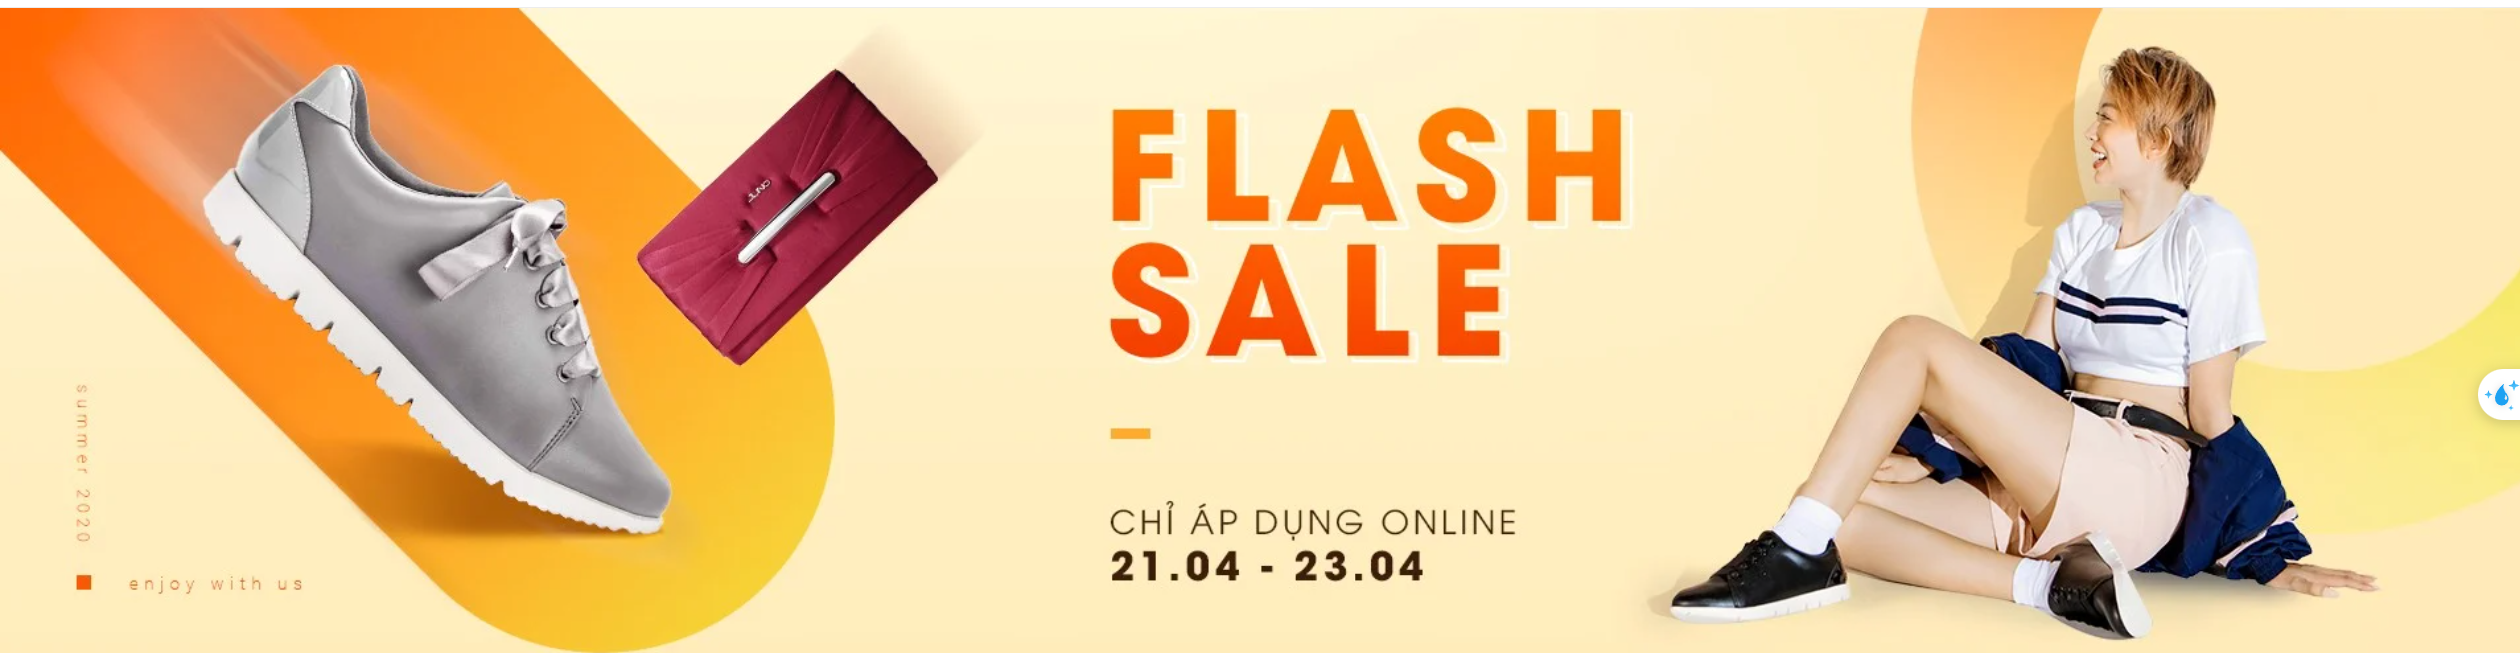 FLASH
SALE
CHỈ ÁP DỤNG ONLINE
21.04 - 23.04
summer 2020
enjoy with us